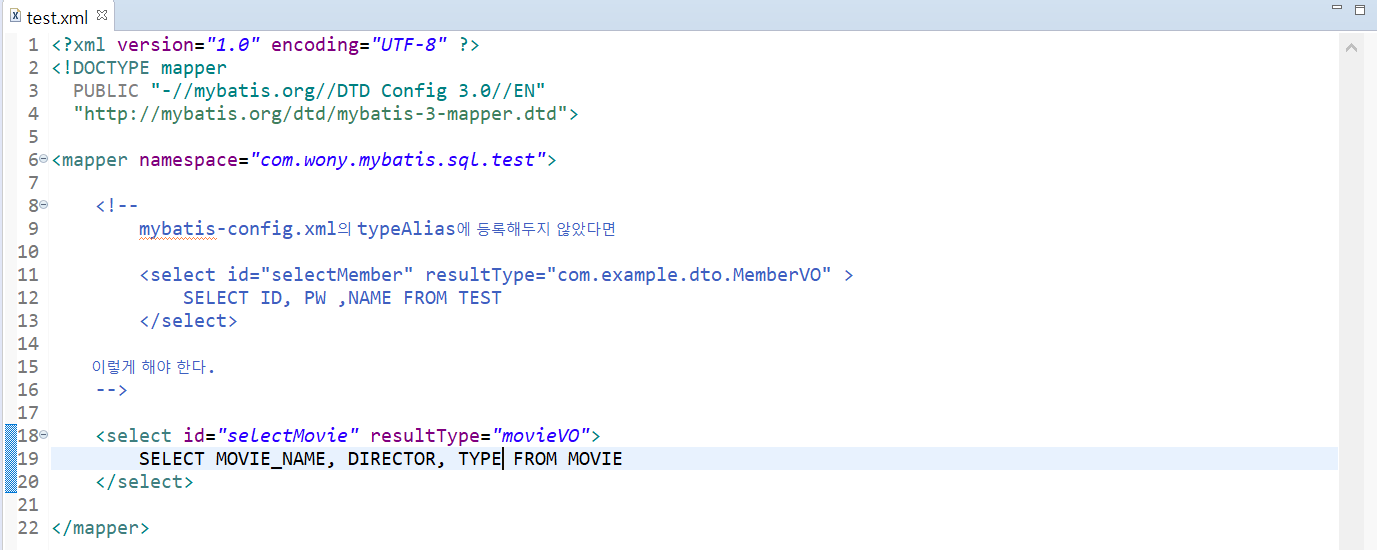 test.xml
1 <?xml version="1.0" encoding="UTF-8" ?>
2 <!DOCTYPE mapper
3   PUBLIC "-//mybatis.org//DTD Config 3.0//EN"
4   "http://mybatis.org/dtd/mybatis-3-mapper.dtd">
5
6 <mapper namespace="com.wony.mybatis.sql.test">
7
8     <!--
9         mybatis-config.xml의 typeAlias에 등록해두지 않았다면
10
11         <select id="selectMember" resultType="com.example.dto.MemberVO" >
12             SELECT ID, PW ,NAME FROM TEST
13         </select>
14
15     이렇게 해야 한다.
16     -->
17
18     <select id="selectMovie" resultType="movieVO">
19         SELECT MOVIE_NAME, DIRECTOR, TYPE FROM MOVIE
20     </select>
21
22 </mapper>